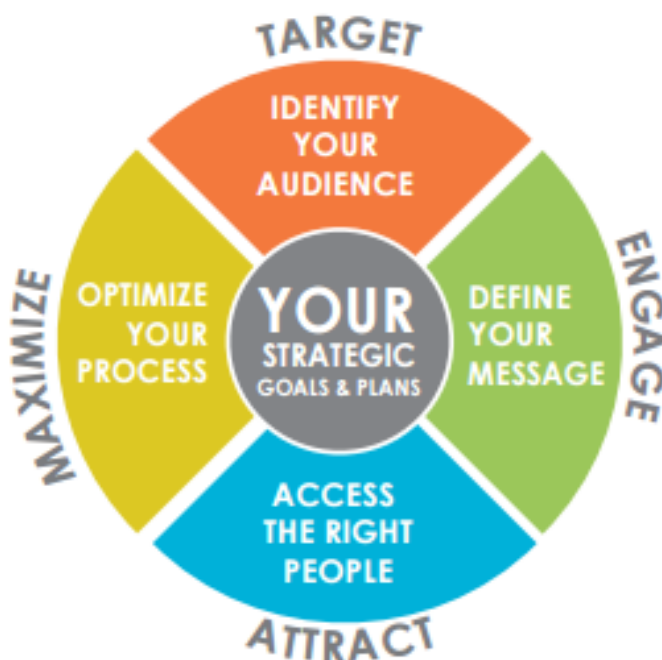 TARGET
IDENTIFY
YOUR
AUDIENCE
ENGAGE
DEFINE
YOUR
MESSAGE
ATTRACT
ACCESS
THE RIGHT
PEOPLE
MAXIMIZE
OPTIMIZE
YOUR
PROCESS
YOUR
STRATEGIC
GOALS & PLANS